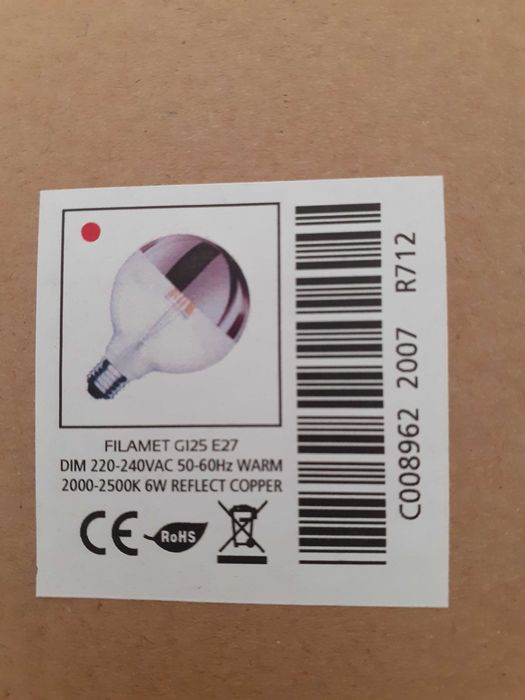 FILAMET G125 E27
DIM 220-240VAC 50-60Hz WARM
2000-2500K 6W REFLECT COPPER
CE RoHS
C008962 2007 R712